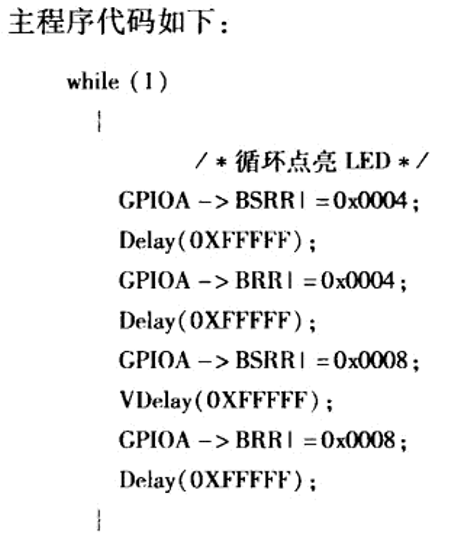 主程序代码如下:
while (1)
{
/* 循环点亮 LED */
GPIOA -> BSRR | = 0x0004;
Delay(0XFFFFF);
GPIOA -> BRR | = 0x0004;
Delay(0XFFFFF);
GPIOA -> BSRR | = 0x0008;
VDelay(0XFFFFF);
GPIOA -> BRR | = 0x0008;
Delay(0XFFFFF);
}